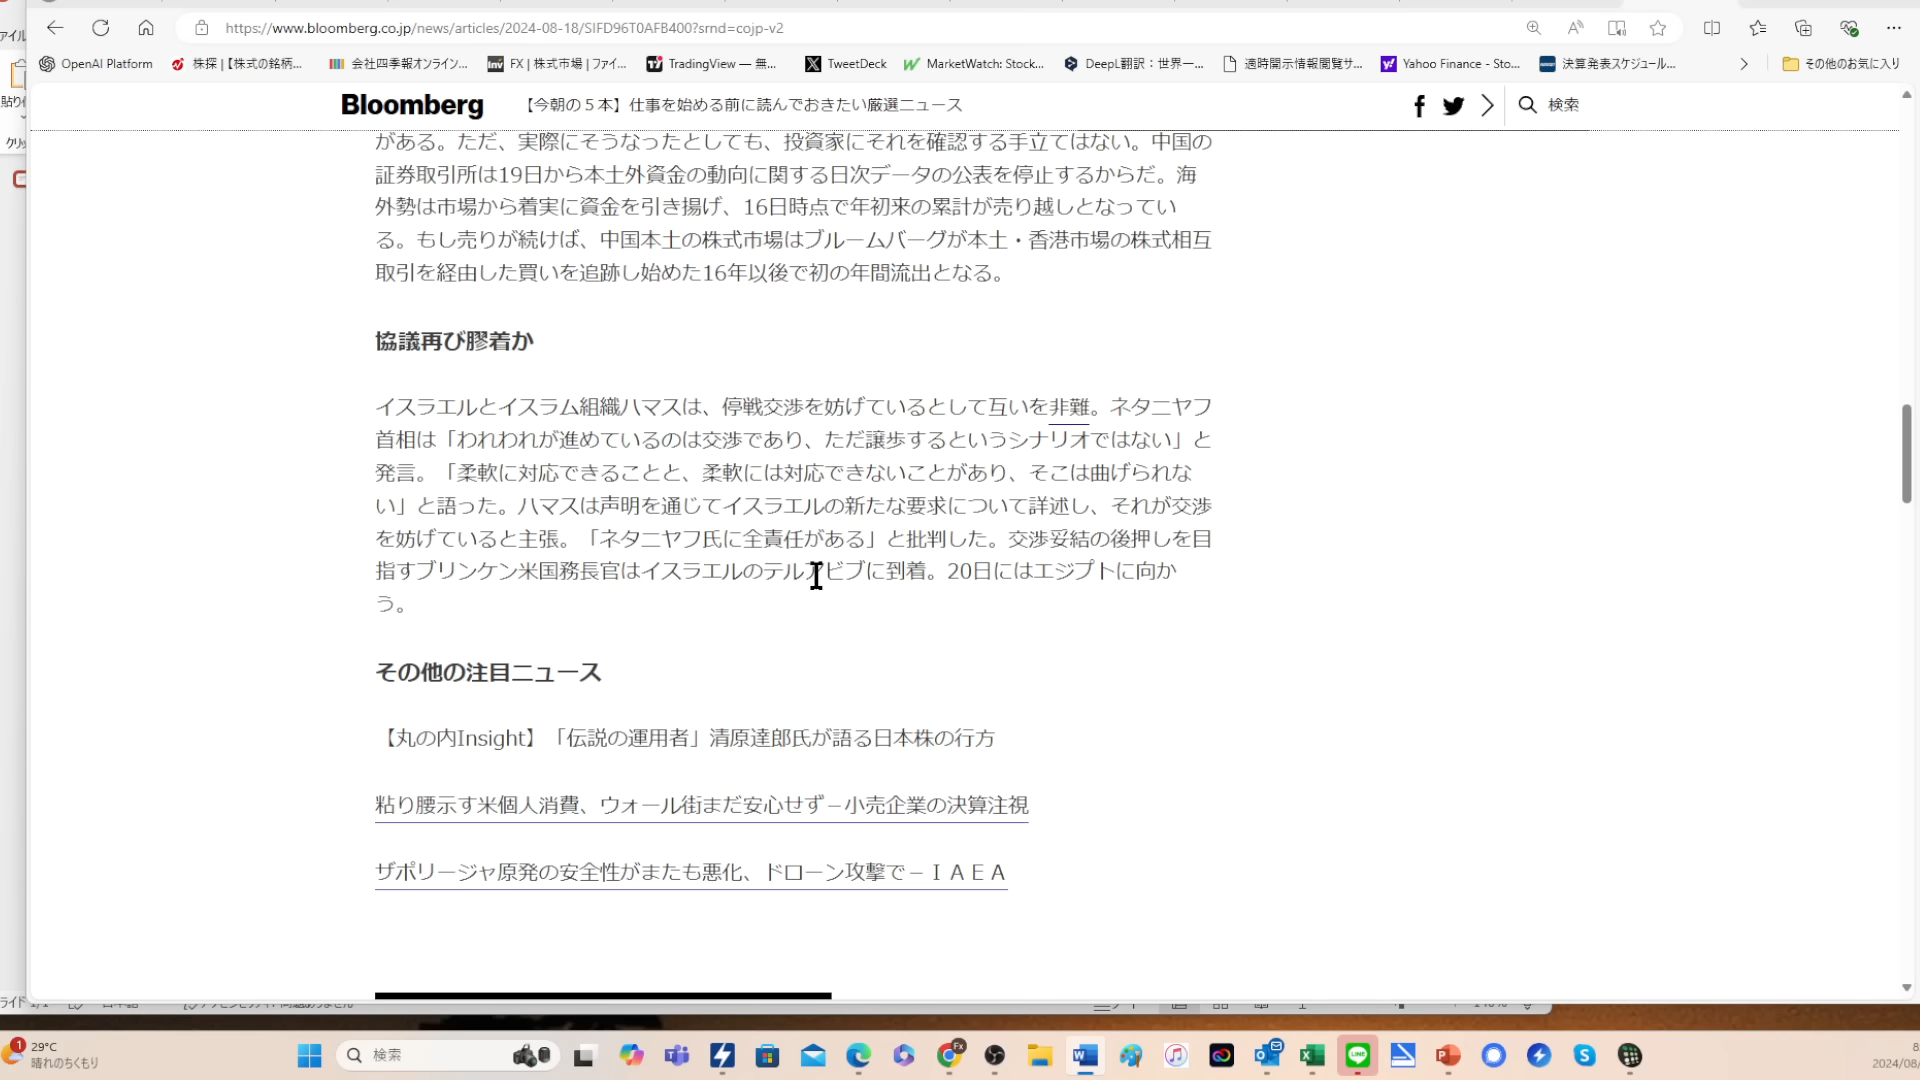 https://www.bloomberg.co.jp/news/articles/2024-08-18/SIFD96T0AFB400?srnd=cojp-v2
OpenAI Platform
株探 |【株式の銘柄...
会社四季報オンライン...
FX | 株式市場 | ファイ...
TradingView — 無...
TweetDeck
MarketWatch: Stock...
DeepL翻訳：世界一...
適時開示情報閲覧サ...
Yahoo Finance - Sto...
決算発表スケジュール...
その他のお気に入り
Bloomberg
【今朝の５本】仕事を始める前に読んでおきたい厳選ニュース
検索
がある。ただ、実際にそうなったとしても、投資家にそれを確認する手立てはない。中国の
証券取引所は19日から本土外資金の動向に関する日次データの公表を停止するからだ。海
外勢は市場から着実に資金を引き揚げ、16日時点で年初来の累計が売り越しとなってい
る。もし売りが続けば、中国本土の株式市場はブルームバーグが本土・香港市場の株式相互
取引を経由した買いを追跡し始めた16年以後で初の年間流出となる。
協議再び膠着か
イスラエルとイスラム組織ハマスは、停戦交渉を妨げているとして互いを非難。ネタニヤフ
首相は「われわれが進めているのは交渉であり、ただ譲歩するというシナリオではない」と
発言。「柔軟に対応できることと、柔軟には対応できないことがあり、そこは曲げられな
い」と語った。ハマスは声明を通じてイスラエルの新たな要求について詳述し、それが交渉
を妨げていると主張。「ネタニヤフ氏に全責任がある」と批判した。交渉妥結の後押しを目
指すブリンケン米国務長官はイスラエルのテルアビブに到着。20日にはエジプトに向か
う。
その他の注目ニュース
【丸の内Insight】「伝説の運用者」清原達郎氏が語る日本株の行方
粘り腰示す米個人消費、ウォール街まだ安心せず－小売企業の決算注視
ザポリージャ原発の安全性がまたも悪化、ドローン攻撃で－ＩＡＥＡ
1
29°C
晴れのちくもり
検索